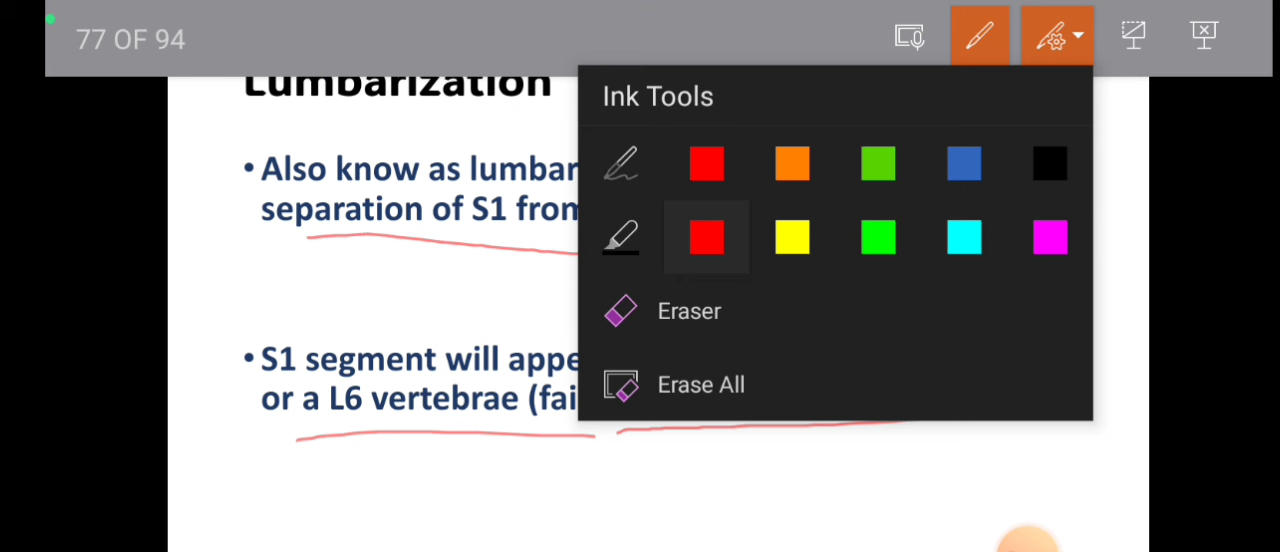 77 OF 94
Lumbarization
Ink Tools
• Also know as lumbar
separation of S1 from
Eraser
• S1 segment will appe
Erase All
or a L6 vertebrae (fai